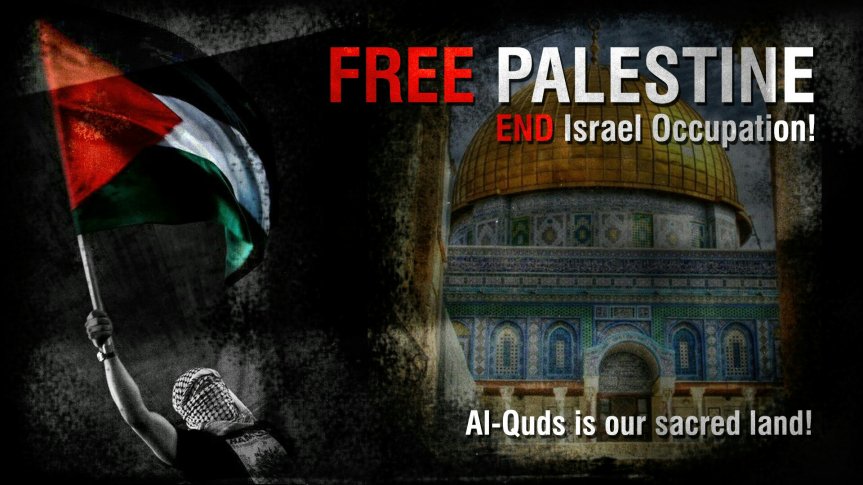 FREE PALESTINE
END Israel Occupation!
Al-Quds is our sacred land!